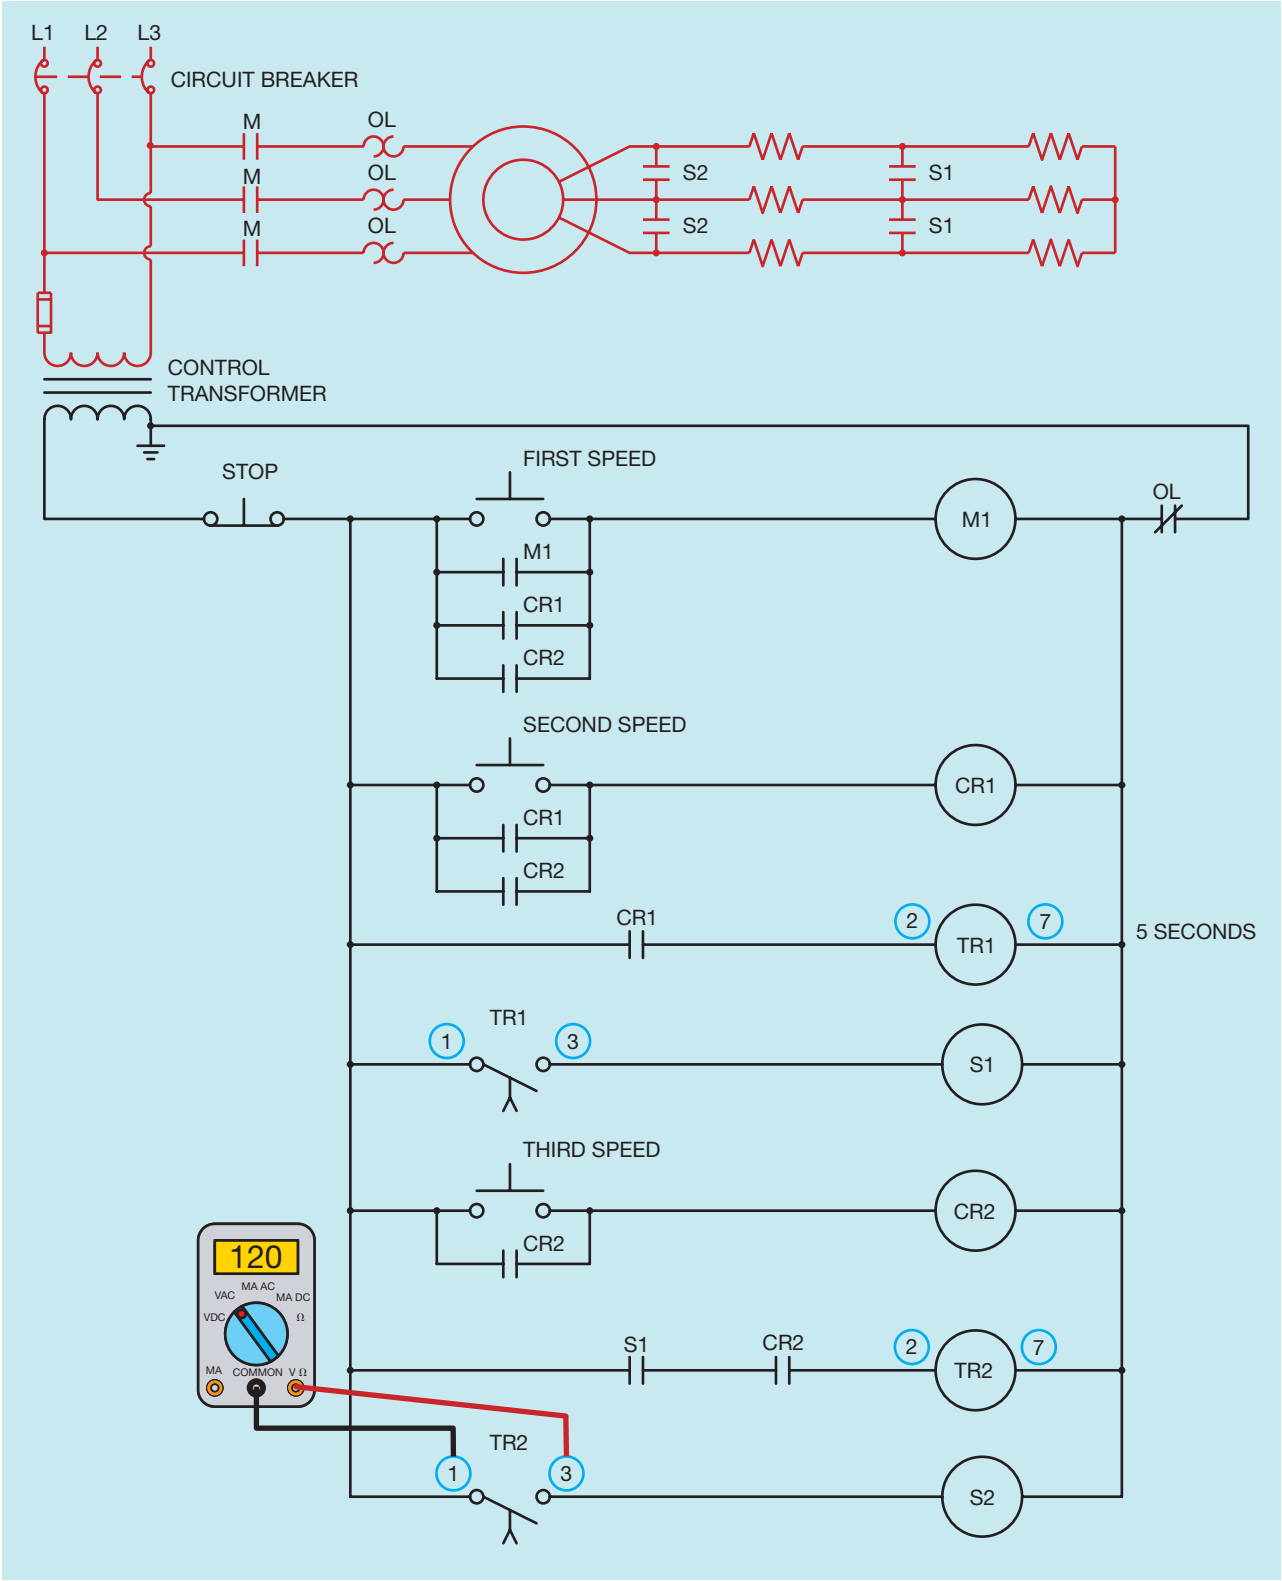 L1 L2 L3
CIRCUIT BREAKER
M OL
M OL S2 S1
M OL S2 S1
CONTROL
TRANSFORMER
FIRST SPEED
STOP
OL
M1
M1
CR1
CR2
SECOND SPEED
CR1
CR1
CR2
CR1 2 7
TR1 5 SECONDS
TR1
1 3
S1
THIRD SPEED
CR2
CR2
120
MA AC
VAC MA DC
VDC Ω
MA COMMON V Ω
S1 CR2 2 7
TR2
TR2
1 3
S2